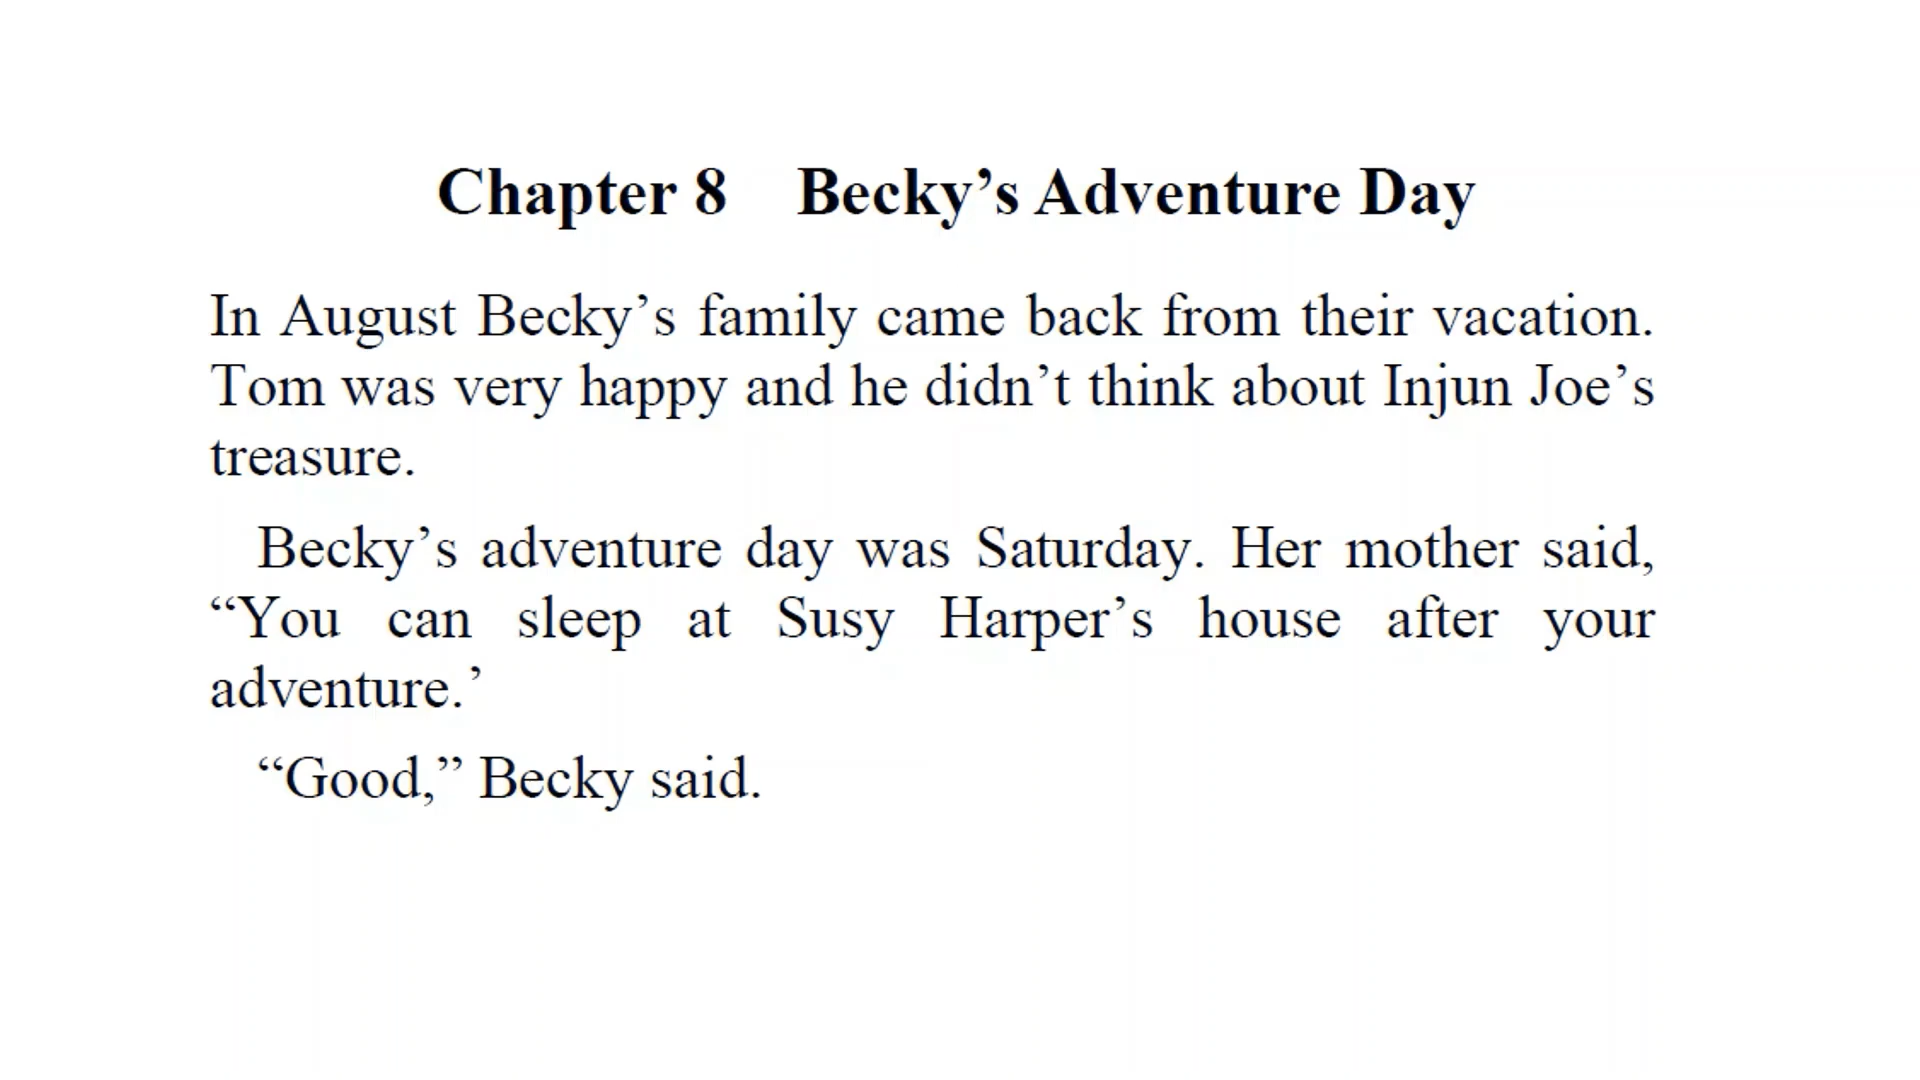 Chapter 8 Becky’s Adventure Day
In August Becky’s family came back from their vacation.
Tom was very happy and he didn’t think about Injun Joe’s
treasure.
Becky’s adventure day was Saturday. Her mother said,
“You can sleep at Susy Harper’s house after your
adventure.’
“Good,” Becky said.